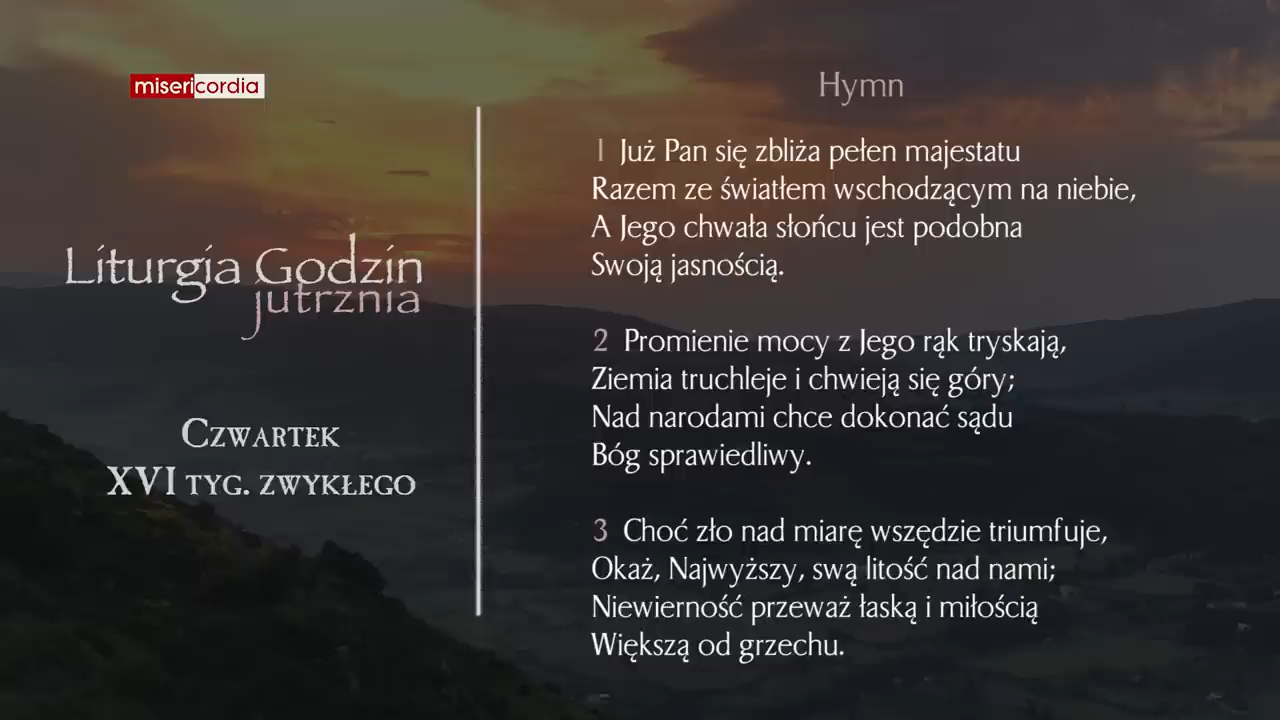 misericordia
Liturgia Godzin
jutrznia
Czwartek
XVI tyg. zwykłego
Hymn
1 Już Pan się zbliża pełen majestatu
Razem ze światłem wschodzącym na niebie,
A Jego chwała słońcu jest podobna
Swoją jasnością.
2 Promienie mocy z Jego rąk tryskają,
Ziemia truchleje i chwieją się góry;
Nad narodami chce dokonać sądu
Bóg sprawiedliwy.
3 Choć zło nad miarę wszędzie triumfuje,
Okaż, Najwyższy, swą litość nad nami;
Niewierność przeważ łaską i miłością
Większą od grzechu.